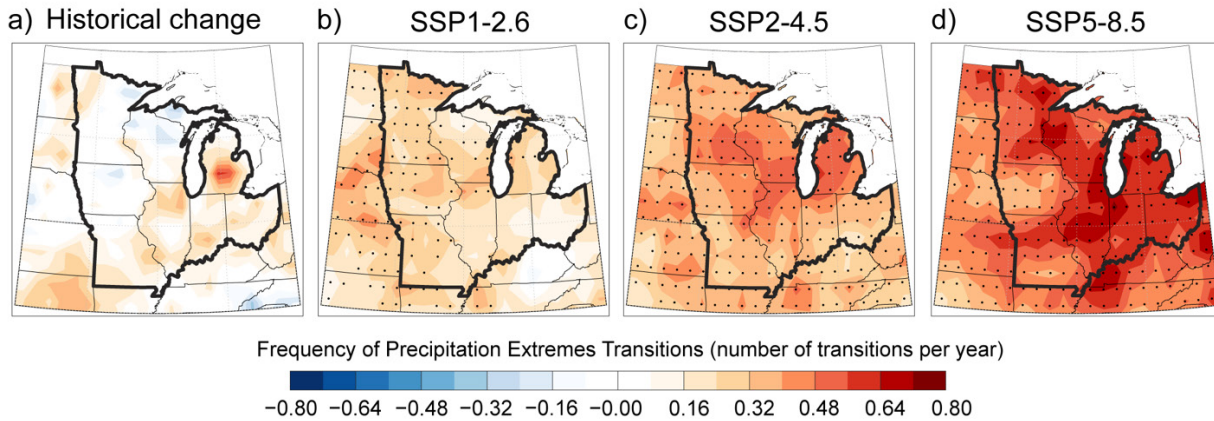 a) Historical change
b) SSP1-2.6
c) SSP2-4.5
d) SSP5-8.5
Frequency of Precipitation Extremes Transitions (number of transitions per year)
−0.80 −0.64 −0.48 −0.32 −0.16 −0.00 0.16 0.32 0.48 0.64 0.80